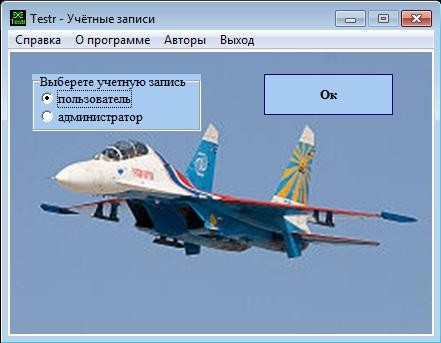 Testr - Учётные записи
Справка О программе Авторы Выход
Выберете учетную запись
пользователь
администратор
Ок